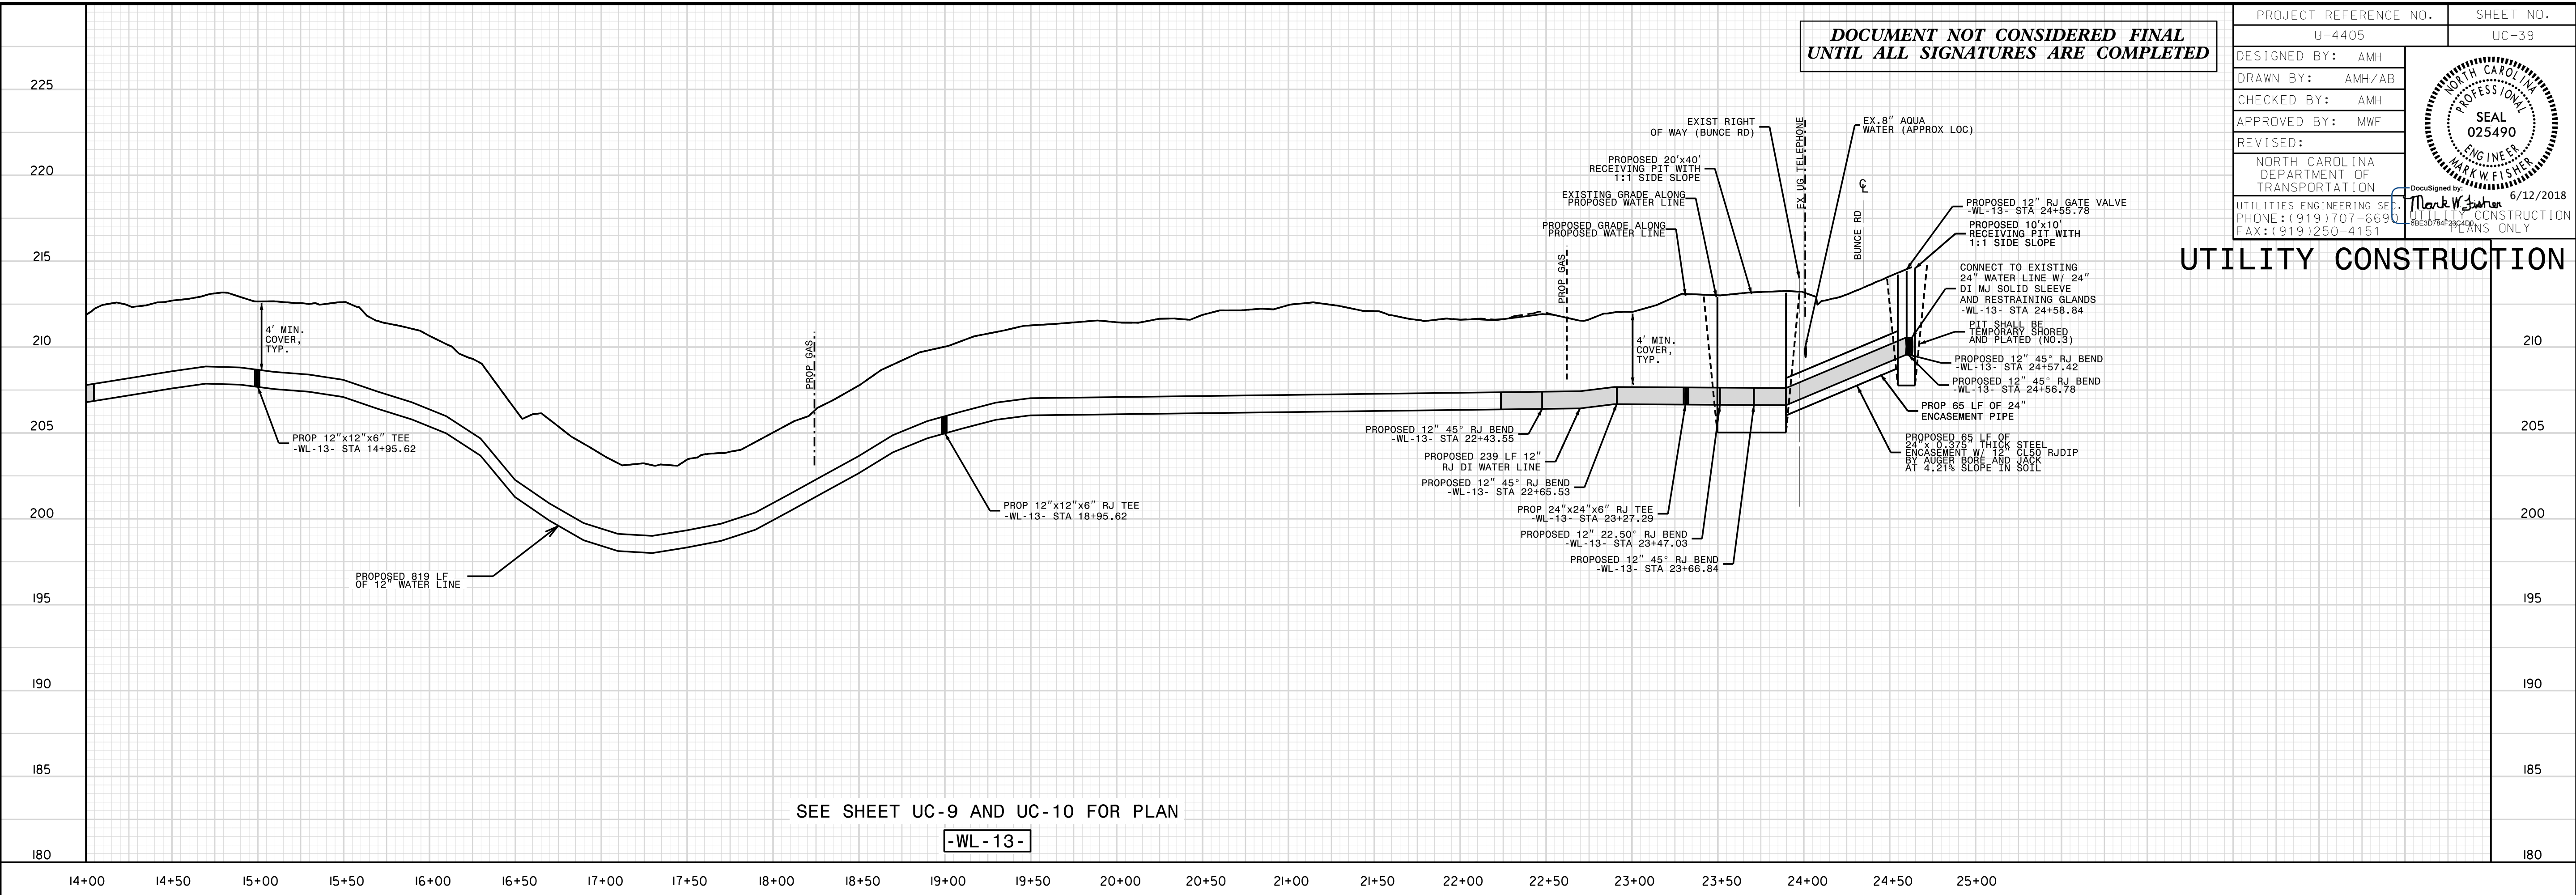 DOCUMENT NOT CONSIDERED FINAL
UNTIL ALL SIGNATURES ARE COMPLETED
PROJECT REFERENCE NO.
SHEET NO.
U-4405
UC-39
DESIGNED BY: AMH
DRAWN BY: AMH/AB
CHECKED BY: AMH
APPROVED BY: MWF
REVISED:
NORTH CAROLINA
DEPARTMENT OF
TRANSPORTATION
UTILITIES ENGINEERING SEC.
PHONE:(919)707-6690
FAX:(919)250-4151
NORTH CAROLINA
PROFESSIONAL
SEAL
025490
ENGINEER
MARK W. FISHER
DocuSigned by:
Mark W Fisher
6/12/2018
6BE3D784F23C4D0...
UTILITY CONSTRUCTION
PLANS ONLY
UTILITY CONSTRUCTION
225
220
215
210
205
200
195
190
185
180
4' MIN.
COVER,
TYP.
PROP 12"x12"x6" TEE
-WL-13- STA 14+95.62
PROPOSED 819 LF
OF 12" WATER LINE
PROP GAS
PROP 12"x12"x6" RJ TEE
-WL-13- STA 18+95.62
PROP GAS
EXIST RIGHT
OF WAY (BUNCE RD)
PROPOSED 20'x40'
RECEIVING PIT WITH
1:1 SIDE SLOPE
EXISTING GRADE ALONG
PROPOSED WATER LINE
PROPOSED GRADE ALONG
PROPOSED WATER LINE
4' MIN.
COVER,
TYP.
EX UG TELEPHONE
EX.8" AQUA
WATER (APPROX LOC)
CL
BUNCE RD
PROPOSED 12" RJ GATE VALVE
-WL-13- STA 24+55.78
PROPOSED 10'x10'
RECEIVING PIT WITH
1:1 SIDE SLOPE
CONNECT TO EXISTING
24" WATER LINE W/ 24"
DI MJ SOLID SLEEVE
AND RESTRAINING GLANDS
-WL-13- STA 24+58.84
PIT SHALL BE
TEMPORARY SHORED
AND PLATED (NO.3)
PROPOSED 12" 45° RJ BEND
-WL-13- STA 24+57.42
PROPOSED 12" 45° RJ BEND
-WL-13- STA 24+56.78
PROP 65 LF OF 24"
ENCASEMENT PIPE
PROPOSED 65 LF OF
24"x 0.375" THICK STEEL
ENCASEMENT W/ 12" CL50 RJDIP
BY AUGER BORE AND JACK
AT 4.21% SLOPE IN SOIL
PROPOSED 12" 45° RJ BEND
-WL-13- STA 22+43.55
PROPOSED 239 LF 12"
RJ DI WATER LINE
PROPOSED 12" 45° RJ BEND
-WL-13- STA 22+65.53
PROP 24"x24"x6" RJ TEE
-WL-13- STA 23+27.29
PROPOSED 12" 22.50° RJ BEND
-WL-13- STA 23+47.03
PROPOSED 12" 45° RJ BEND
-WL-13- STA 23+66.84
210
205
200
195
190
185
180
SEE SHEET UC-9 AND UC-10 FOR PLAN
-WL-13-
14+00 14+50 15+00 15+50 16+00 16+50 17+00 17+50 18+00 18+50 19+00 19+50 20+00 20+50 21+00 21+50 22+00 22+50 23+00 23+50 24+00 24+50 25+00